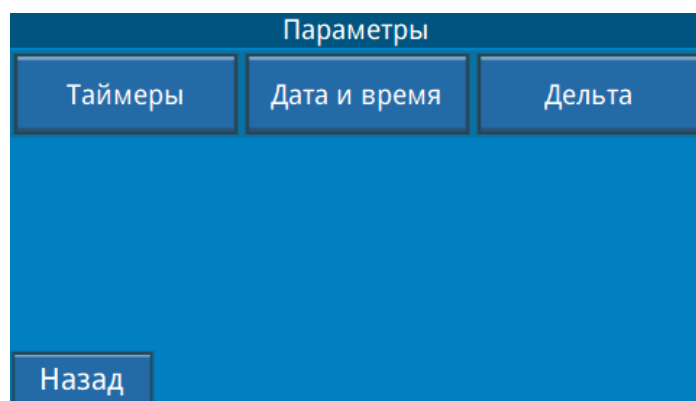 Параметры
Таймеры Дата и время Дельта
Назад